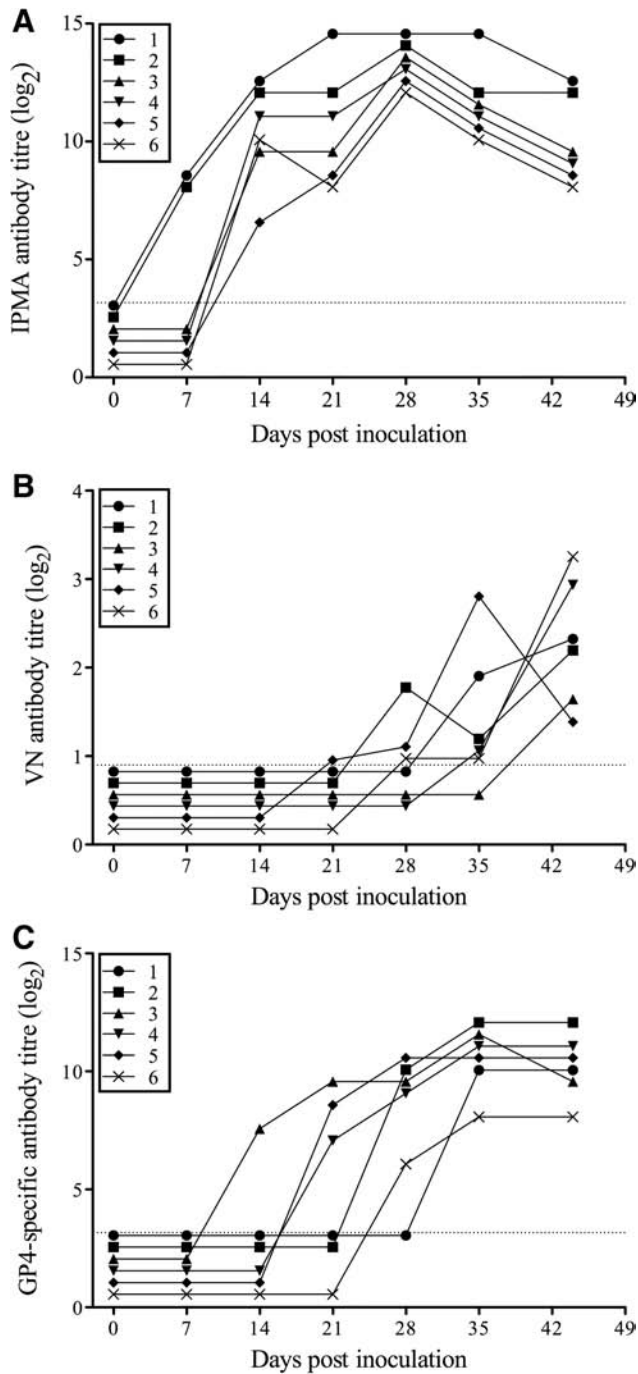 A
IPMA antibody titre (log2)
15
10
5
0
1
2
3
4
5
6
0 7 14 21 28 35 42 49
Days post inoculation
B
VN antibody titre (log2)
4
3
2
1
0
1
2
3
4
5
6
0 7 14 21 28 35 42 49
Days post inoculation
C
GP4-specific antibody titre (log2)
15
10
5
0
1
2
3
4
5
6
0 7 14 21 28 35 42 49
Days post inoculation